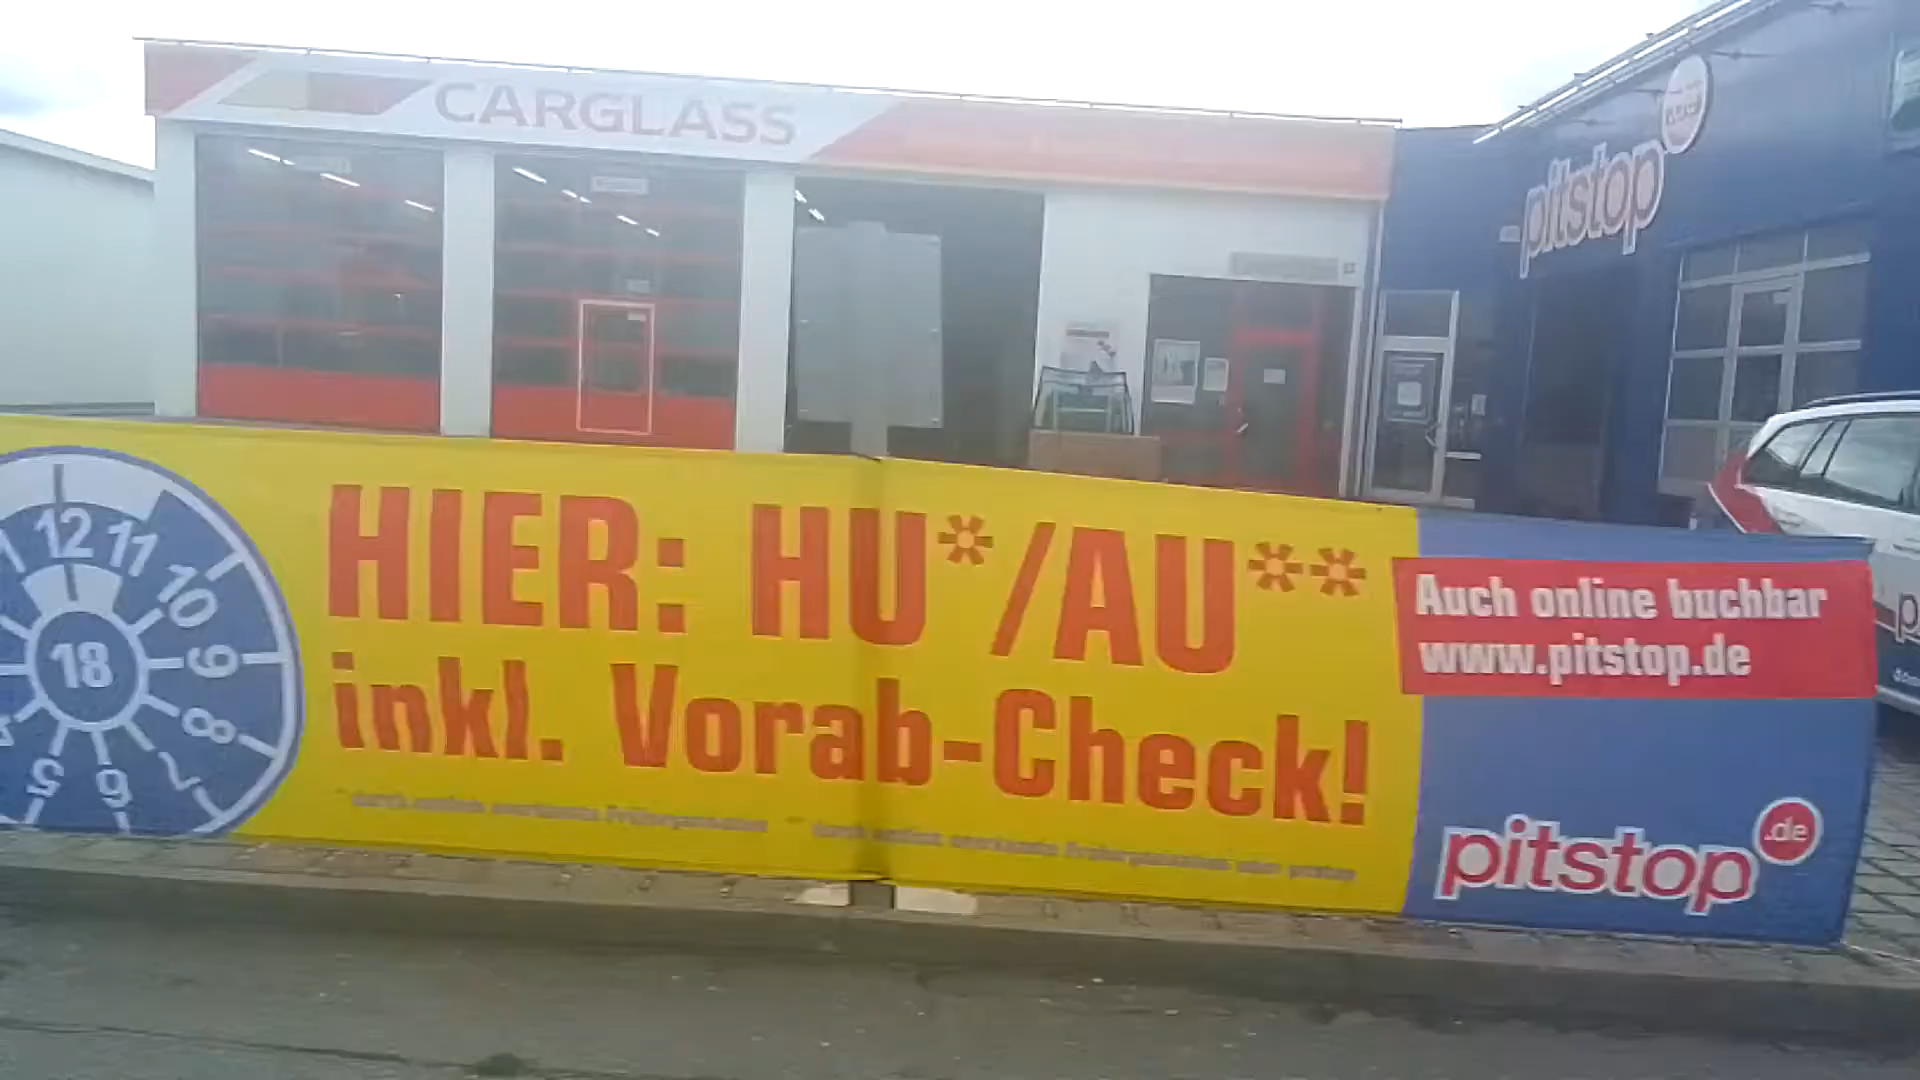 CARGLASS
pitstop
HIER: HU*/AU**
inkl. Vorab-Check!
Auch online buchbar
www.pitstop.de
pitstop.de
1 12 11 10 9 8 7 6 5
18